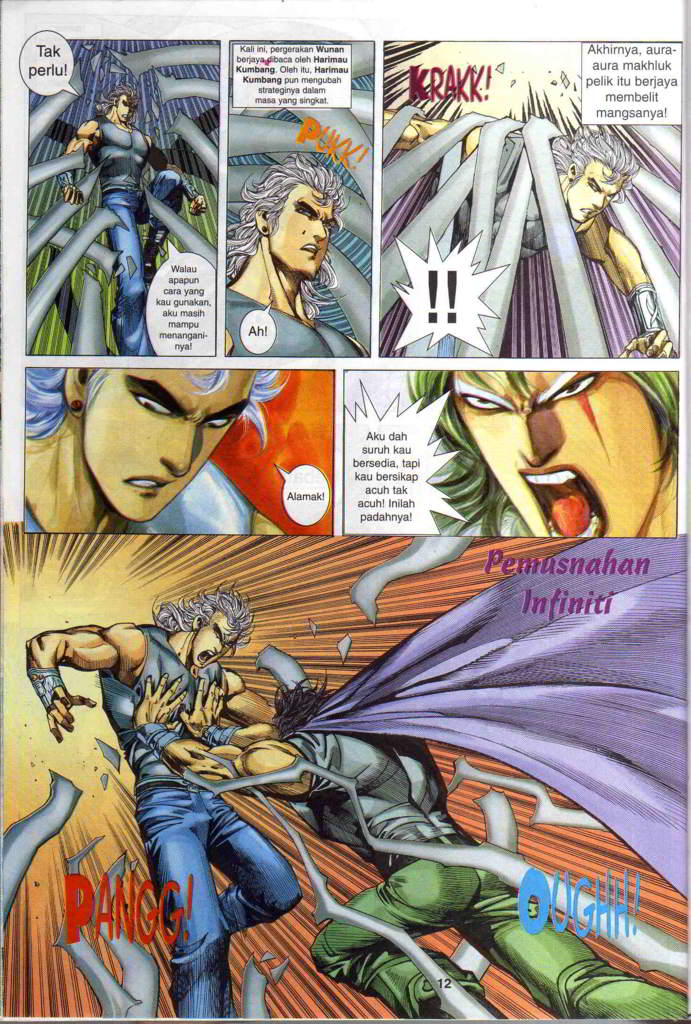 Tak
perlu!
Walau
apapun
cara yang
kau gunakan,
aku masih
mampu
menangani-
nya!
Kali ini, pergerakan Wunan
berjaya dibaca oleh Harimau
Kumbang. Oleh itu, Harimau
Kumbang pun mengubah
strateginya dalam
masa yang singkat.
PUKK!
Ah!
KRAKK!
Akhirnya, aura-
aura makhluk
pelik itu berjaya
membelit
mangsanya!
!!
Alamak!
Aku dah
suruh kau
bersedia, tapi
kau bersikap
acuh tak
acuh! Inilah
padahnya!
Pemusnahan
Infiniti
PANGG!
OUGHH!
12